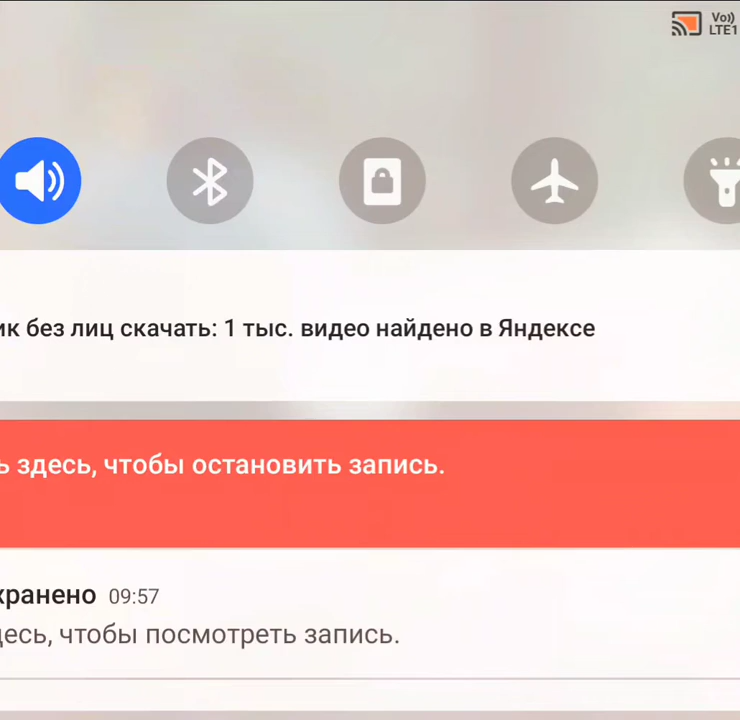 Vo))
LTE1
ик без лиц скачать: 1 тыс. видео найдено в Яндексе
ь здесь, чтобы остановить запись.
хранено 09:57
десь, чтобы посмотреть запись.